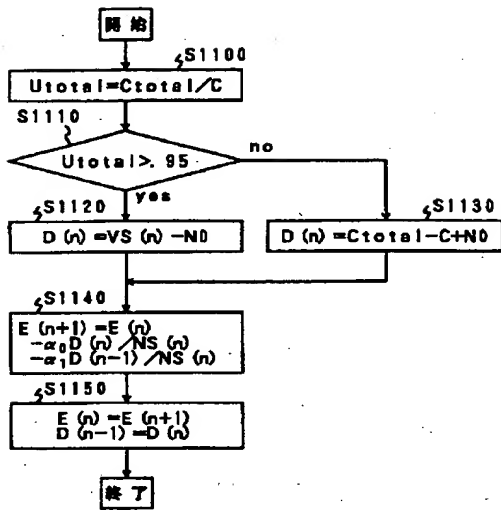 開始
S1100
Utotal=Ctotal/C
S1110
Utotal>.95
no
yes
S1120
D(n)=VS(n)-N0
S1130
D(n)=Ctotal-C+N0
S1140
E(n+1)=E(n)
-α₀D(n)/NS(n)
-α₁D(n-1)/NS(n)
S1150
E(n)=E(n+1)
D(n-1)=D(n)
終了